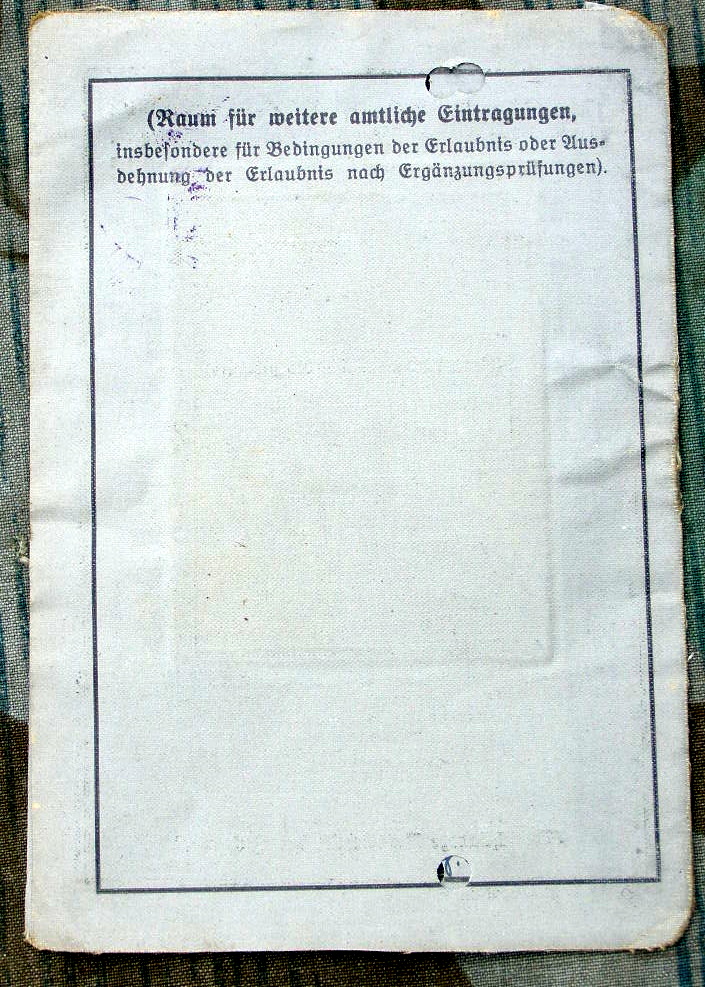 (Raum für weitere amtliche Eintragungen,
insbesondere für Bedingungen der Erlaubnis oder Aus-
dehnung der Erlaubnis nach Ergänzungsprüfungen).